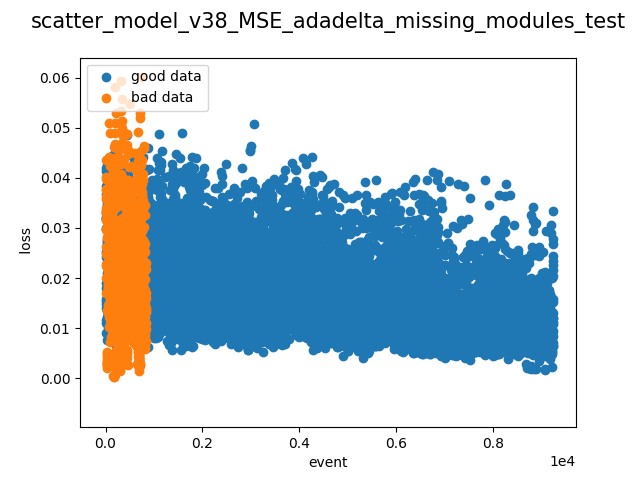 scatter_model_v38_MSE_adadelta_missing_modules_test
good data
bad data
0.06
0.05
0.04
0.03
0.02
0.01
0.00
loss
0.0
0.2
0.4
0.6
0.8
1e4
event